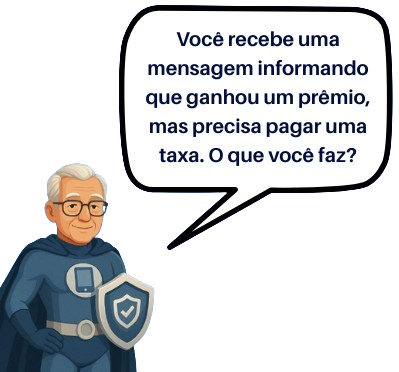 Você recebe uma
mensagem informando
que ganhou um prêmio,
mas precisa pagar uma
taxa. O que você faz?